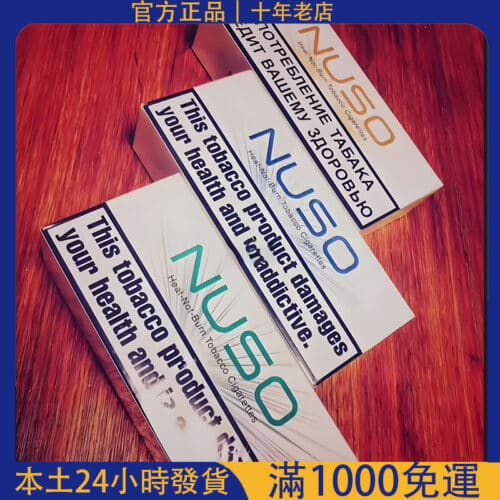 官方正品｜十年老店
NUSO
Heat-Not-Burn Tobacco Cigarettes
ПОТРЕБЛЕНИЕ ТАБАКА
ВРЕДИТ ВАШЕМУ ЗДОРОВЬЮ
NUSO
Heat-Not-Burn Tobacco Cigarettes
This tobacco product damages
your health and is addictive.
NUSO
Heat-Not-Burn Tobacco Cigarettes
This tobacco product
your health and
本土24小時發貨
滿1000免運